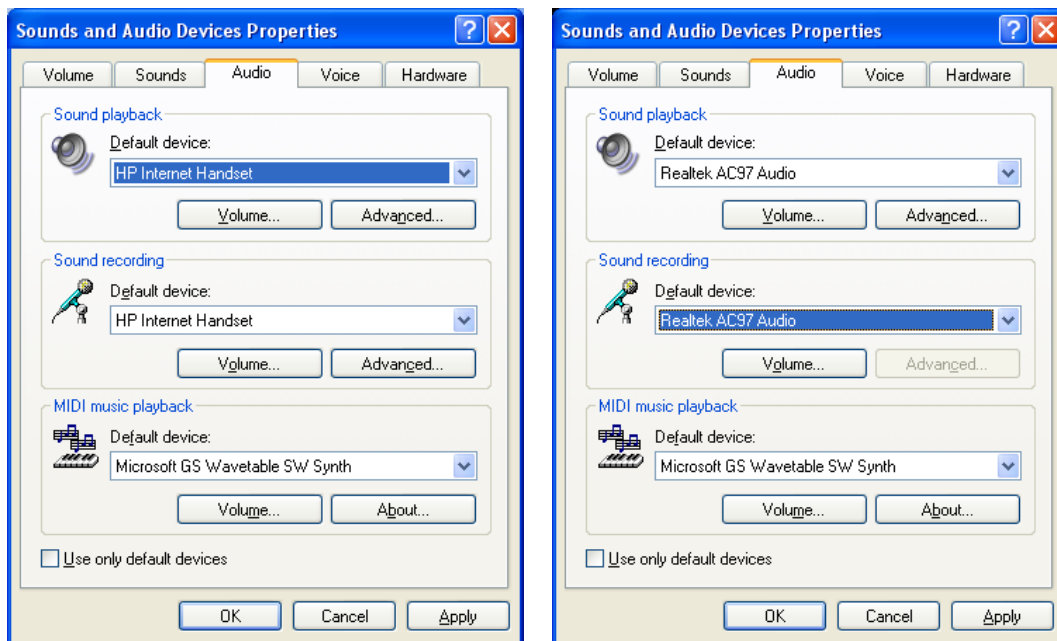 Sounds and Audio Devices Properties
Volume
Sounds
Audio
Voice
Hardware
Sound playback
Default device:
HP Internet Handset
Volume...
Advanced...
Sound recording
Default device:
HP Internet Handset
Volume...
Advanced...
MIDI music playback
Default device:
Microsoft GS Wavetable SW Synth
Volume...
About...
Use only default devices
OK
Cancel
Apply
Sounds and Audio Devices Properties
Volume
Sounds
Audio
Voice
Hardware
Sound playback
Default device:
Realtek AC97 Audio
Volume...
Advanced...
Sound recording
Default device:
Realtek AC97 Audio
Volume...
Advanced...
MIDI music playback
Default device:
Microsoft GS Wavetable SW Synth
Volume...
About...
Use only default devices
OK
Cancel
Apply